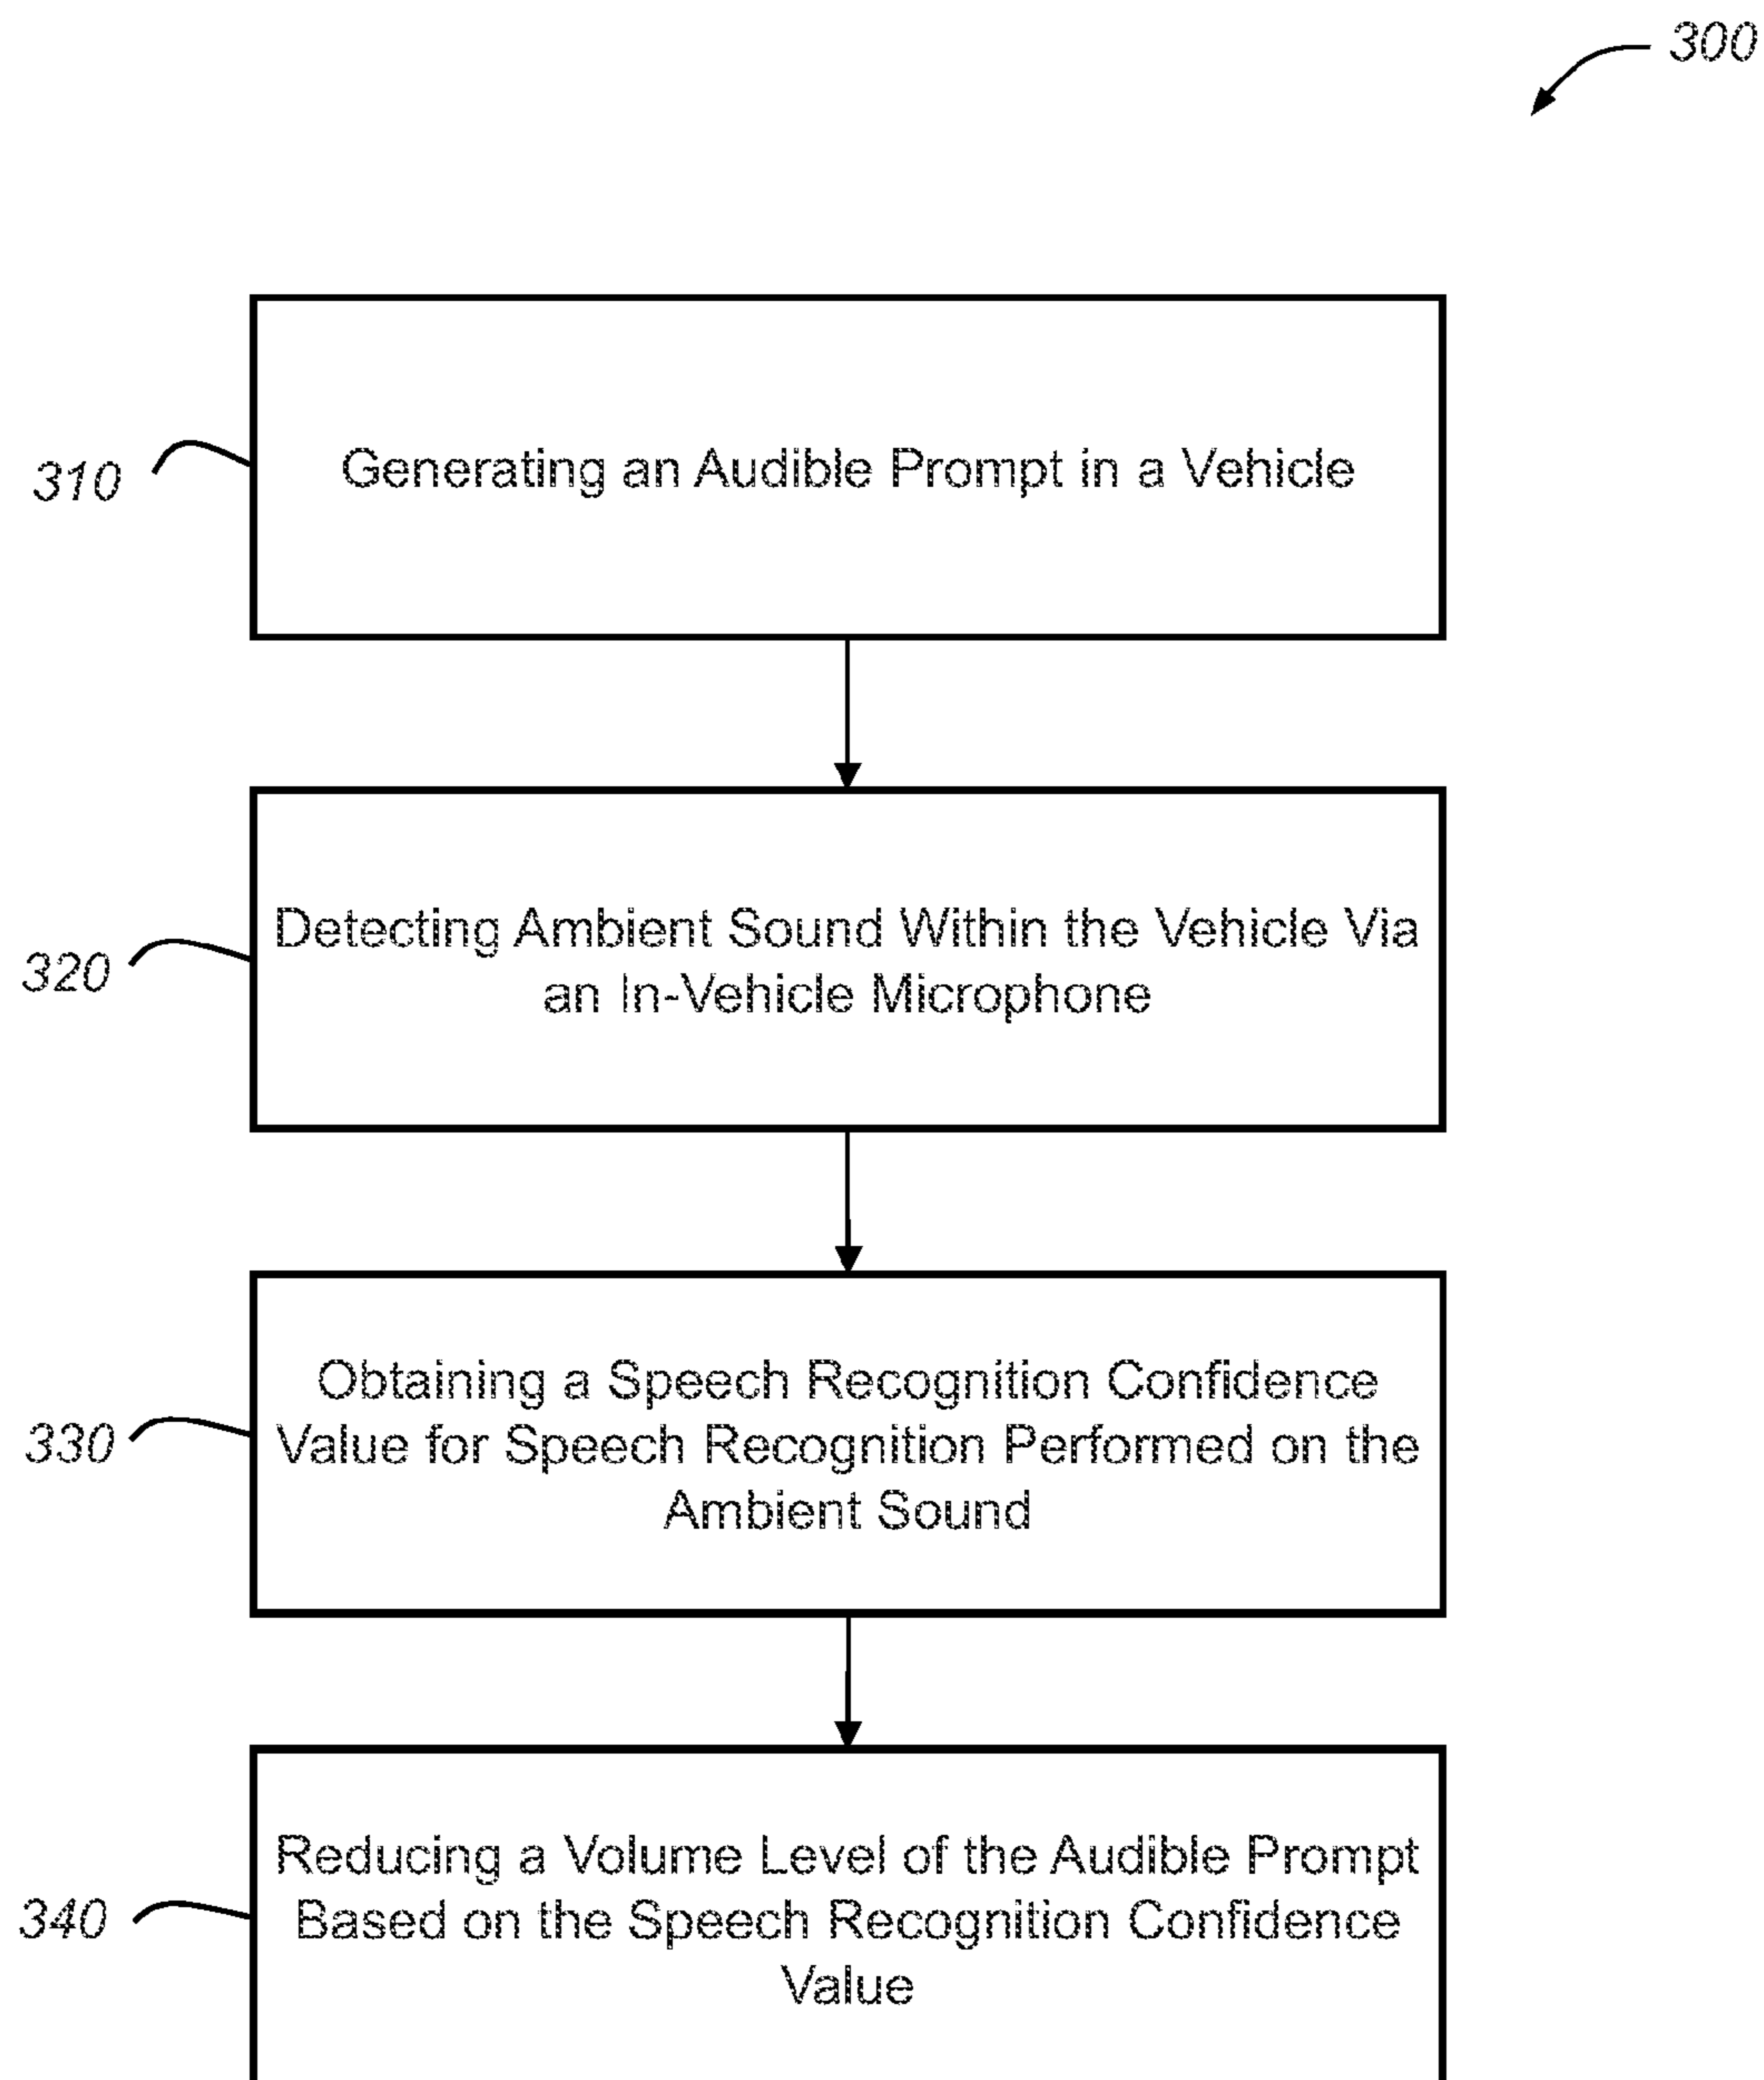 300
310
Generating an Audible Prompt in a Vehicle
320
Detecting Ambient Sound Within the Vehicle Via
an In-Vehicle Microphone
330
Obtaining a Speech Recognition Confidence
Value for Speech Recognition Performed on the
Ambient Sound
340
Reducing a Volume Level of the Audible Prompt
Based on the Speech Recognition Confidence
Value